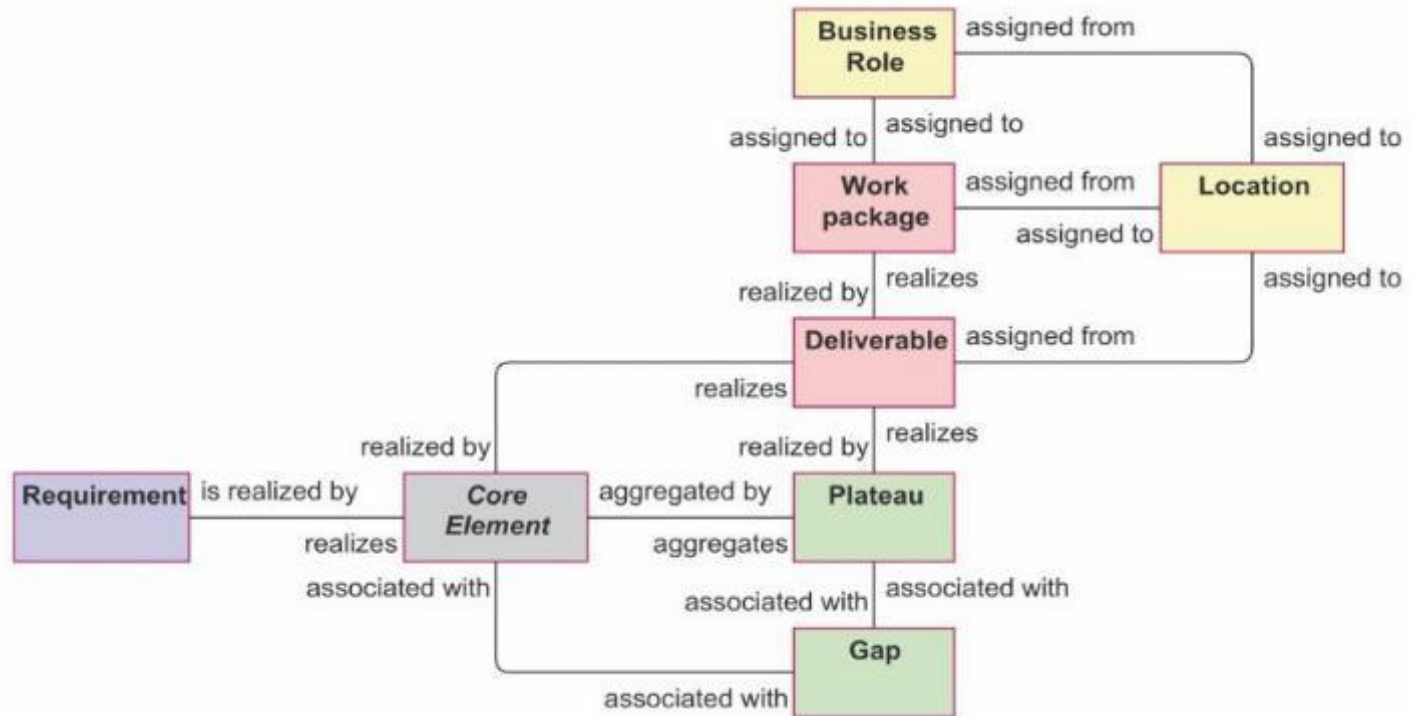 Business
Role
assigned from
assigned to
assigned to
assigned to
Work
package
assigned from
assigned to
Location
realized by
realizes
assigned to
Deliverable
assigned from
realizes
realized by
realized by
realizes
Requirement
is realized by
realizes
Core
Element
aggregated by
aggregates
Plateau
associated with
associated with
associated with
Gap
associated with